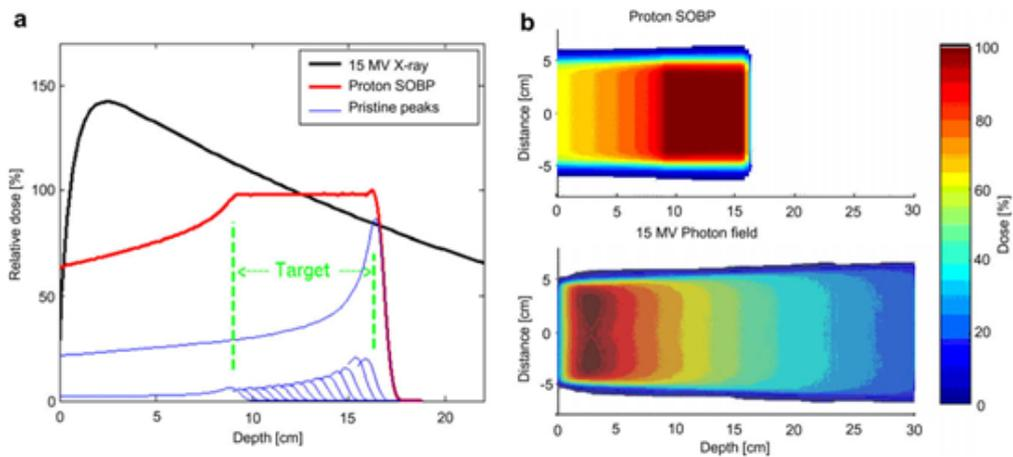 a
15 MV X-ray
Proton SOBP
Pristine peaks
150
100
50
0
Relative dose [%]
Target
0 5 10 15 20
Depth [cm]
b
Proton SOBP
5
0
-5
Distance [cm]
0 5 10 15 20 25 30
15 MV Photon field
5
0
-5
Distance [cm]
0 5 10 15 20 25 30
Depth [cm]
100
80
60
40
20
0
Dose [%]